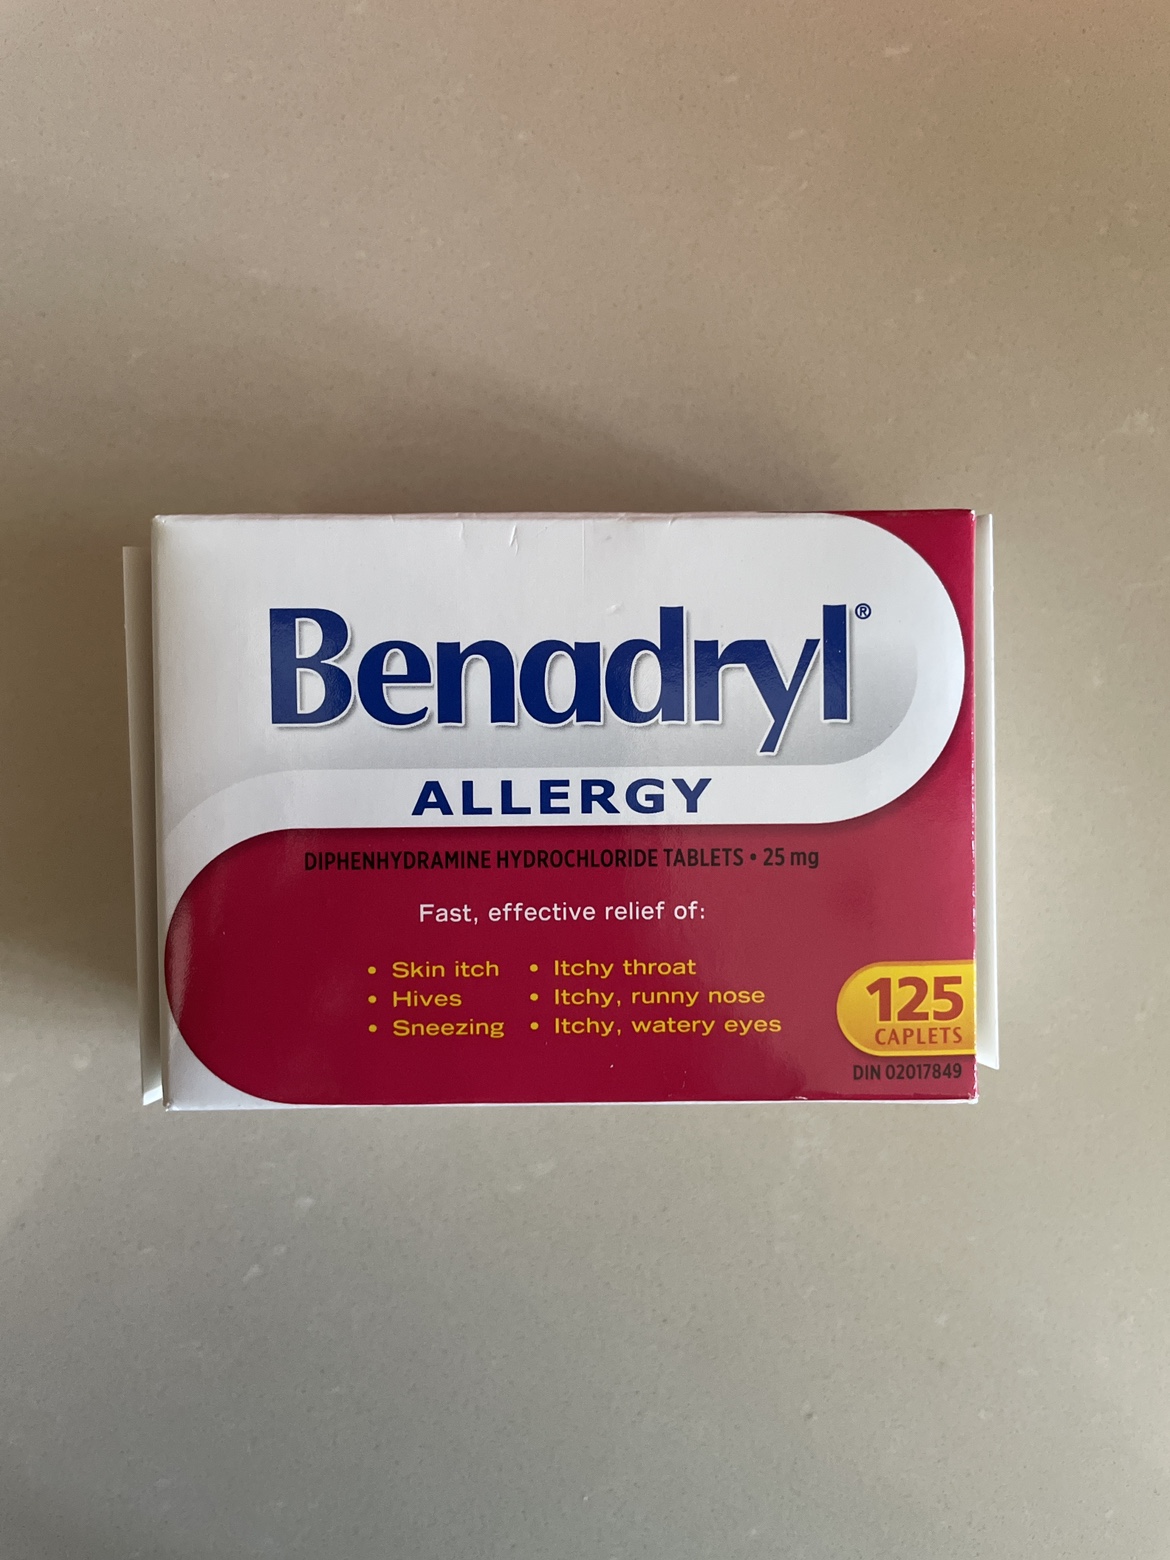 Benadryl®
ALLERGY
DIPHENHYDRAMINE HYDROCHLORIDE TABLETS • 25 mg
Fast, effective relief of:
• Skin itch
• Hives
• Sneezing
• Itchy throat
• Itchy, runny nose
• Itchy, watery eyes
125
CAPLETS
DIN 02017849